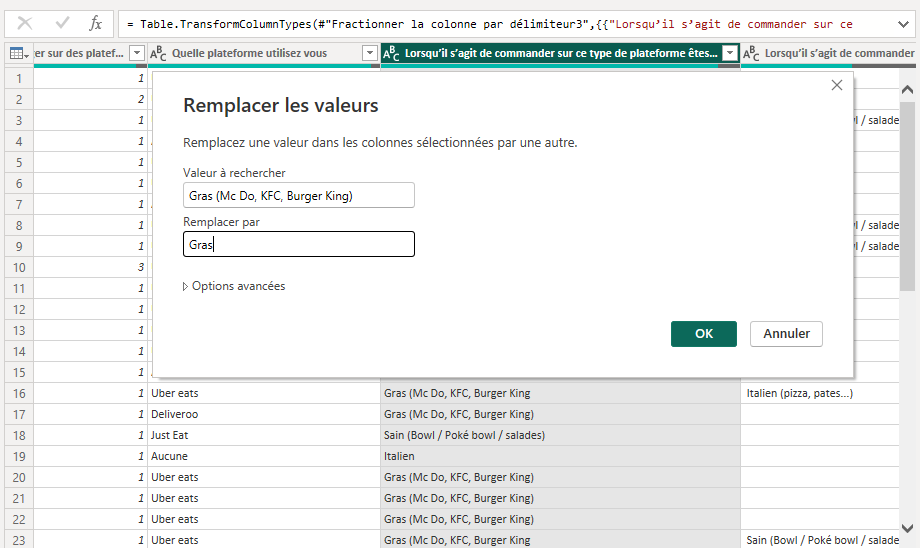 fx = Table.TransformColumnTypes(#"Fractionner la colonne par délimiteur3",{{"Lorsqu’il s’agit de commander sur ce
er sur des platef... ABC Quelle plateforme utilisez vous ABC Lorsqu’il s’agit de commander sur ce type de plateforme êtes... ABC Lorsqu’il s’agit de commander
1 1
2 2
3 1 / salade
4 1
5 1
6 1
7 1
8 1 / salade
9 1 / salade
10 3
11 1
12 1
13 1
14 1
15 1
Remplacer les valeurs
Remplacez une valeur dans les colonnes sélectionnées par une autre.
Valeur à rechercher
Gras (Mc Do, KFC, Burger King)
Remplacer par
Gras
Options avancées
OK Annuler
16 1 Uber eats Gras (Mc Do, KFC, Burger King Italien (pizza, pates...)
17 1 Deliveroo Gras (Mc Do, KFC, Burger King)
18 1 Just Eat Sain (Bowl / Poké bowl / salades)
19 1 Aucune Italien
20 1 Uber eats Gras (Mc Do, KFC, Burger King)
21 1 Uber eats Gras (Mc Do, KFC, Burger King)
22 1 Uber eats Gras (Mc Do, KFC, Burger King)
23 1 Uber eats Gras (Mc Do, KFC, Burger King Sain (Bowl / Poké bowl / salade